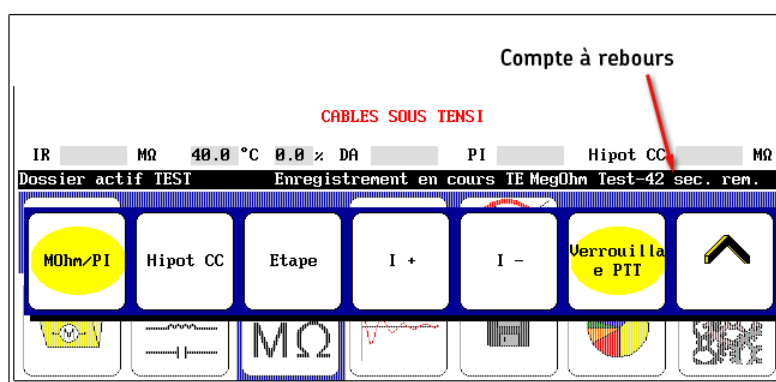 Compte à rebours
CABLES SOUS TENSI
IR MΩ 40.0 °C 0.0 % DA PI Hipot CC MΩ
Dossier actif TEST Enregistrement en cours TE MegOhm Test-42 sec. rem.
MOhm/PI Hipot CC Etape I + I - Verrouilla
e PTT
M
MΩ